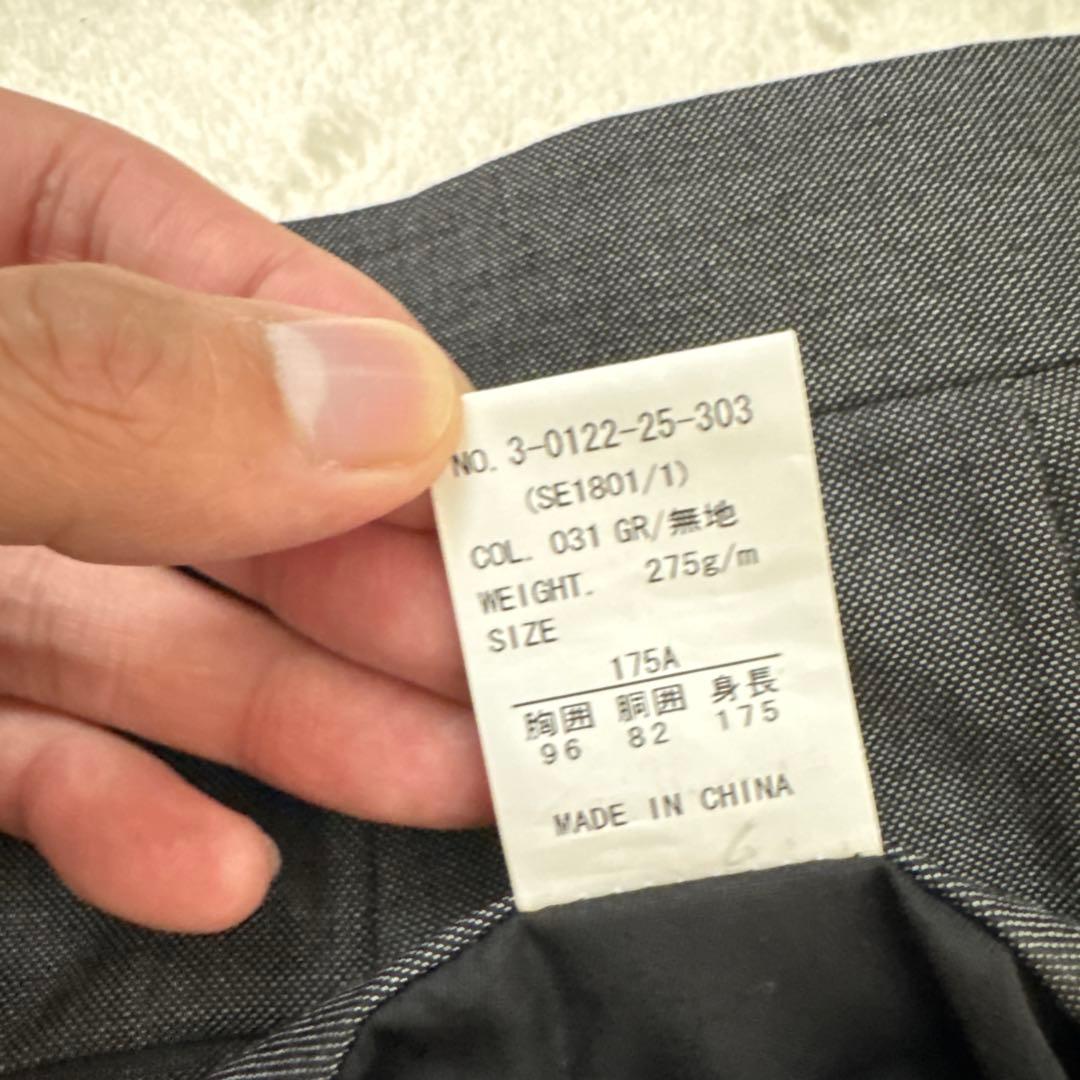 NO. 3-0122-25-303
(SE1801/1)
COL. 031 GR/無地
WEIGHT. 275g/m
SIZE
175A
胸囲 胴囲 身長
96 82 175
MADE IN CHINA